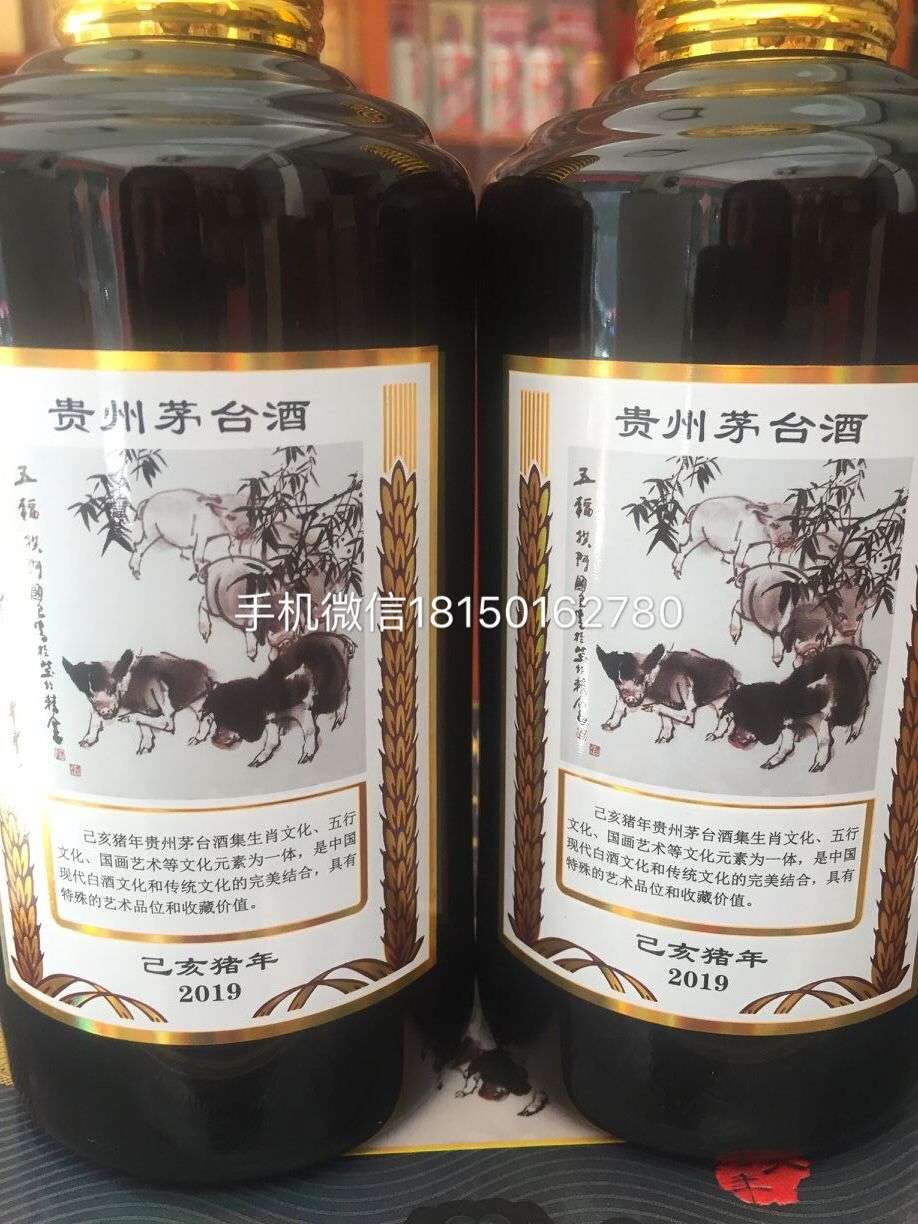 贵州茅台酒
五福
己亥猪年贵州茅台酒集生肖文化、五行
文化、国画艺术等文化元素为一体，是中国
现代白酒文化和传统文化的完美结合，具有
特殊的艺术品位和收藏价值。
己亥猪年
2019
贵州茅台酒
五福
己亥猪年贵州茅台酒集生肖文化、五行
文化、国画艺术等文化元素为一体，是中国
现代白酒文化和传统文化的完美结合，具有
特殊的艺术品位和收藏价值。
己亥猪年
2019
手机微信18150162780